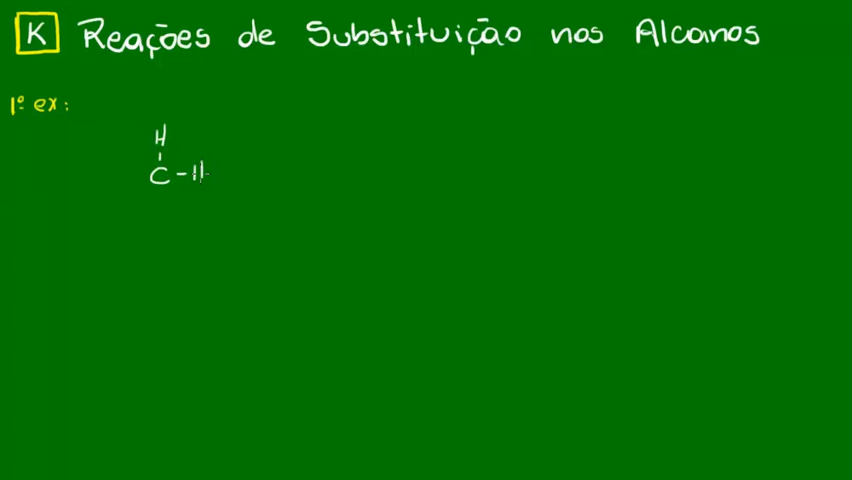 K Reações de Substituição nos Alcanos
1º ex:
H
C-H